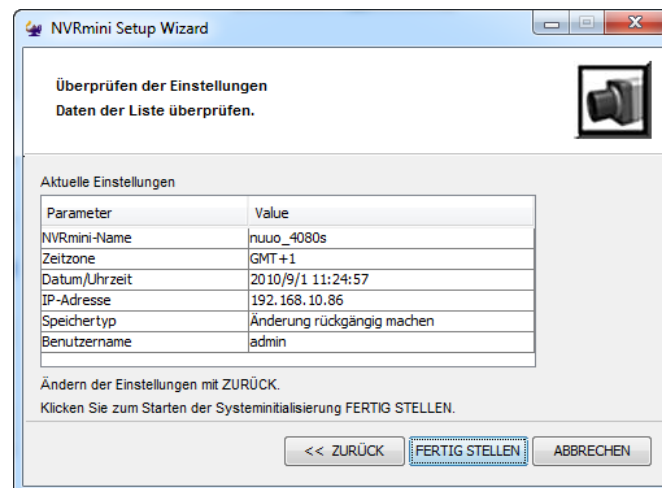 NVRmini Setup Wizard
Überprüfen der Einstellungen
Daten der Liste überprüfen.
Aktuelle Einstellungen
Parameter Value
NVRmini-Name nuuo_4080s
Zeitzone GMT+1
Datum/Uhrzeit 2010/9/1 11:24:57
IP-Adresse 192.168.10.86
Speichertyp Änderung rückgängig machen
Benutzername admin
Ändern der Einstellungen mit ZURÜCK.
Klicken Sie zum Starten der Systeminitialisierung FERTIG STELLEN.
<< ZURÜCK FERTIG STELLEN ABBRECHEN